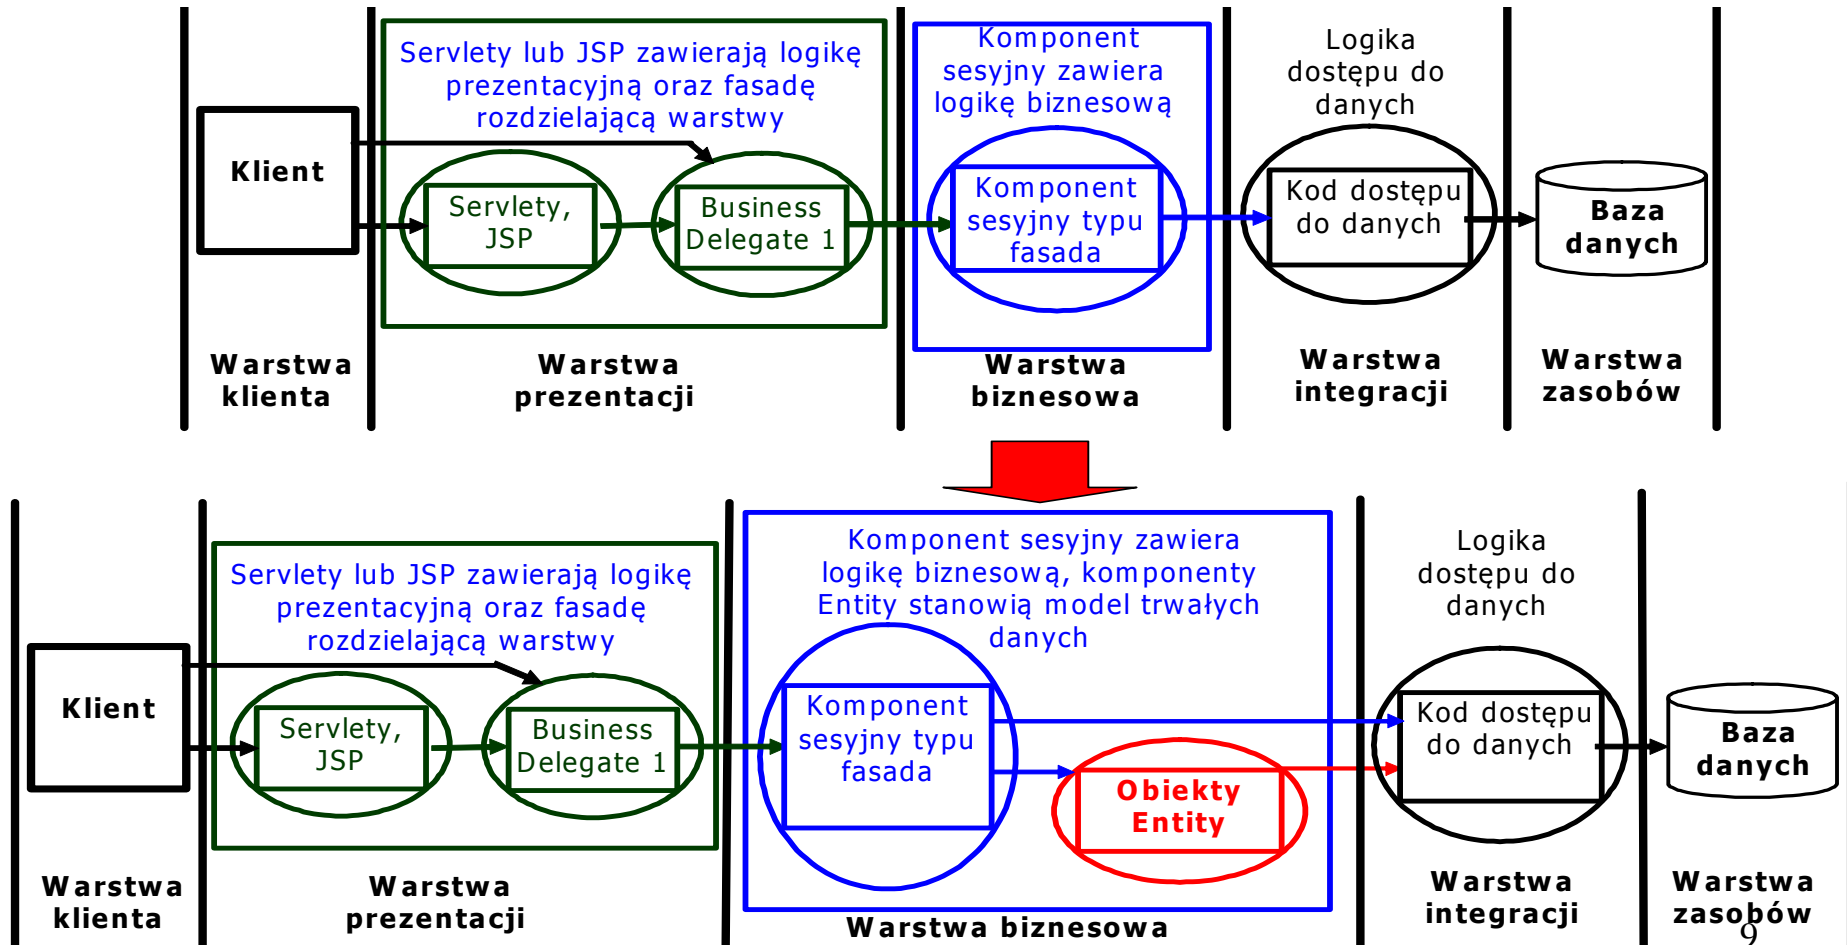 Servlety lub JSP zawierają logikę
prezentacyjną oraz fasadę
rozdzielającą warstwy
Komponent
sesyjny zawiera
logikę biznesową
Logika
dostępu do
danych
Klient
Servlety,
JSP
Business
Delegate 1
Komponent
sesyjny typu
fasada
Kod dostępu
do danych
Baza
danych
Warstwa
klienta
Warstwa
prezentacji
Warstwa
biznesowa
Warstwa
integracji
Warstwa
zasobów
Servlety lub JSP zawierają logikę
prezentacyjną oraz fasadę
rozdzielającą warstwy
Komponent sesyjny zawiera
logikę biznesową, komponenty
Entity stanowią model trwałych
danych
Logika
dostępu do
danych
Klient
Servlety,
JSP
Business
Delegate 1
Komponent
sesyjny typu
fasada
Obiekty
Entity
Kod dostępu
do danych
Baza
danych
Warstwa
klienta
Warstwa
prezentacji
Warstwa biznesowa
Warstwa
integracji
Warstwa
zasobów
9